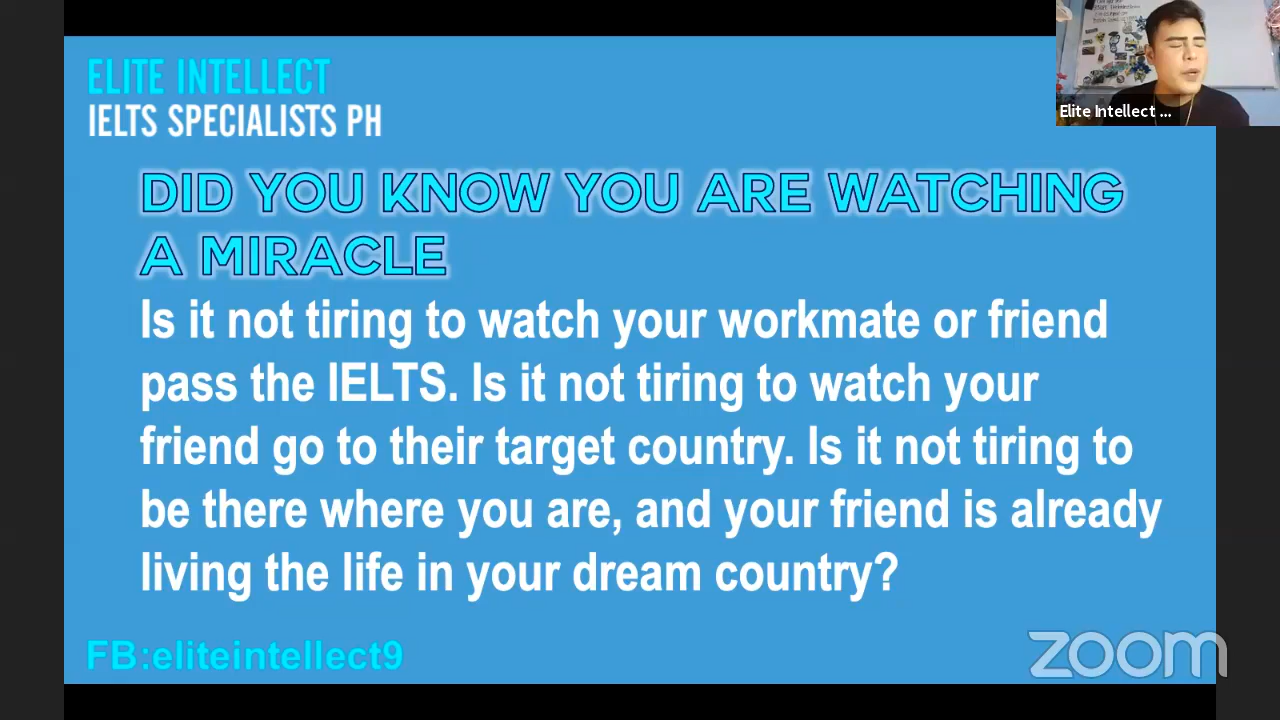 ELITE INTELLECT
IELTS SPECIALISTS PH
Elite Intellect ...
DID YOU KNOW YOU ARE WATCHING
A MIRACLE
Is it not tiring to watch your workmate or friend
pass the IELTS. Is it not tiring to watch your
friend go to their target country. Is it not tiring to
be there where you are, and your friend is already
living the life in your dream country?
FB:eliteintellect9
zoom